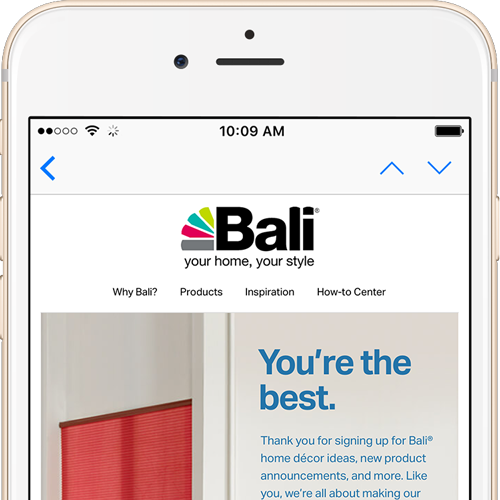 10:09 AM
Bali®
your home, your style
Why Bali? Products Inspiration How-to Center
You're the
best.
Thank you for signing up for Bali®
home décor ideas, new product
announcements, and more. Like
you, we're all about making our